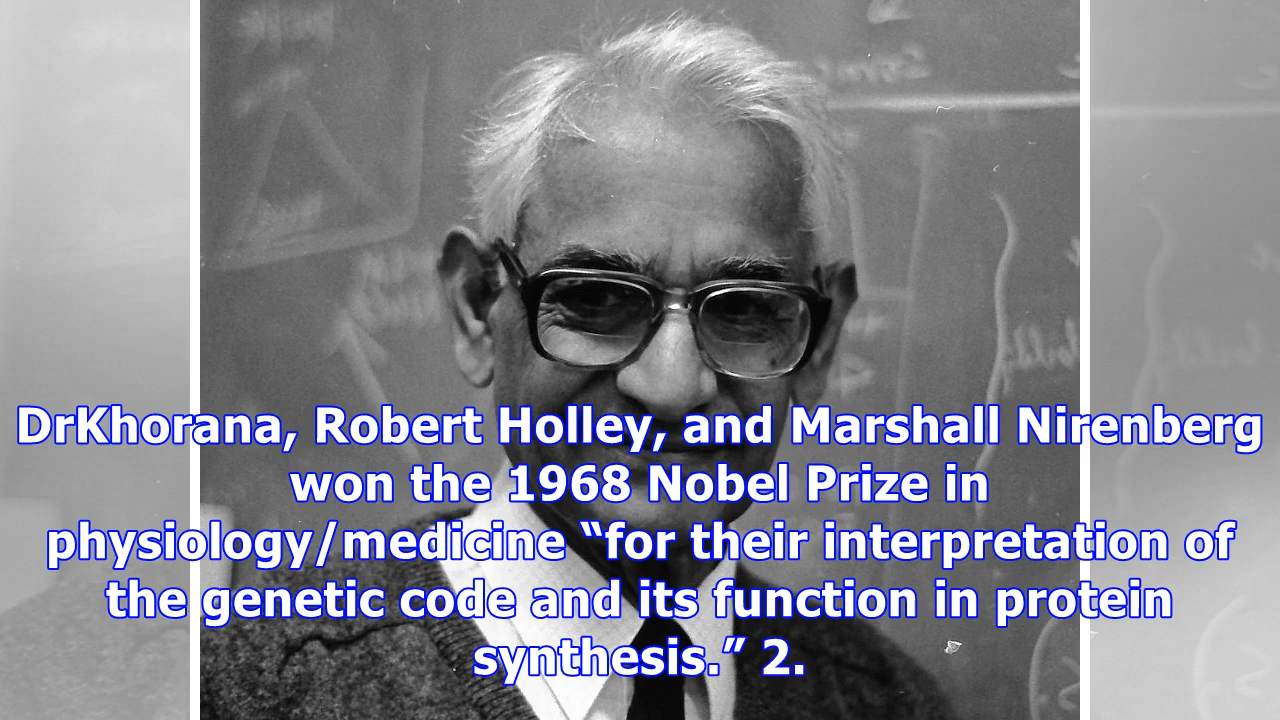 DrKhorana, Robert Holley, and Marshall Nirenberg
won the 1968 Nobel Prize in
physiology/medicine “for their interpretation of
the genetic code and its function in protein
synthesis.” 2.